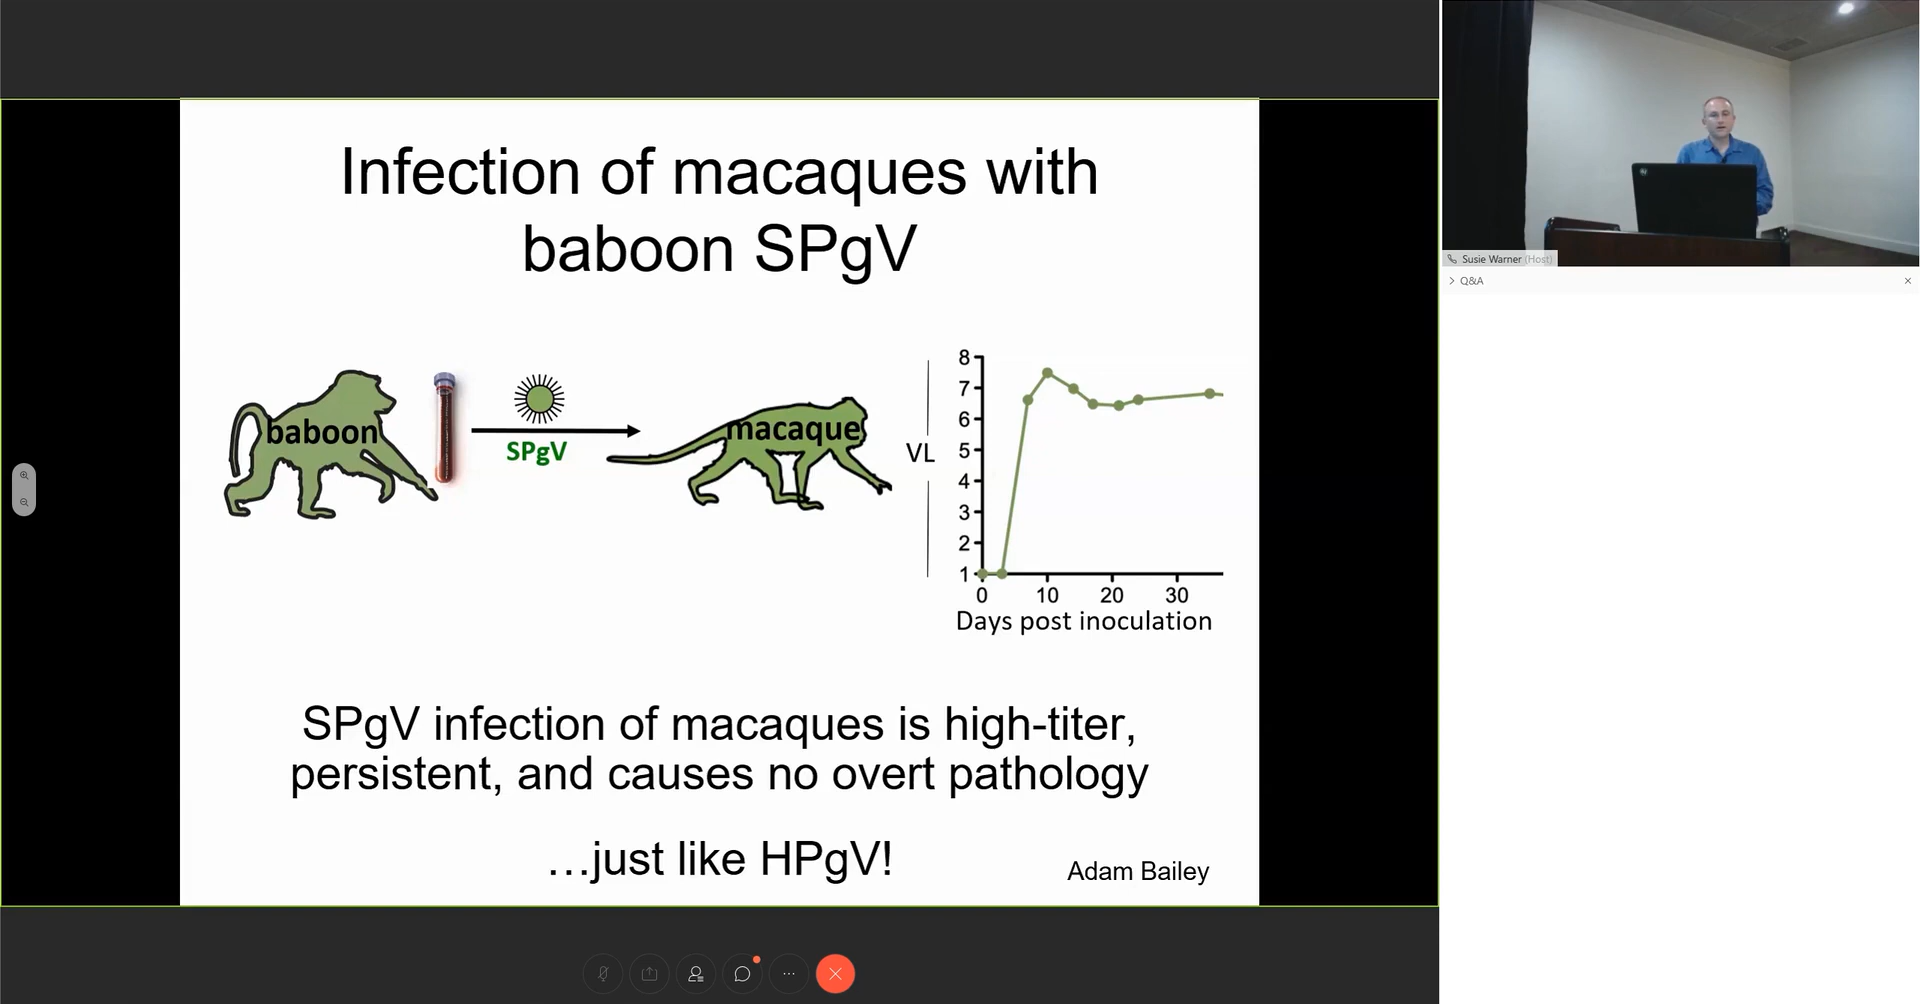 Infection of macaques with
baboon SPgV
baboon
SPgV
macaque
VL
8
7
6
5
4
3
2
1
0 10 20 30
Days post inoculation
SPgV infection of macaques is high-titer,
persistent, and causes no overt pathology
…just like HPgV!
Adam Bailey
Susie Warner (Host)
Q&A